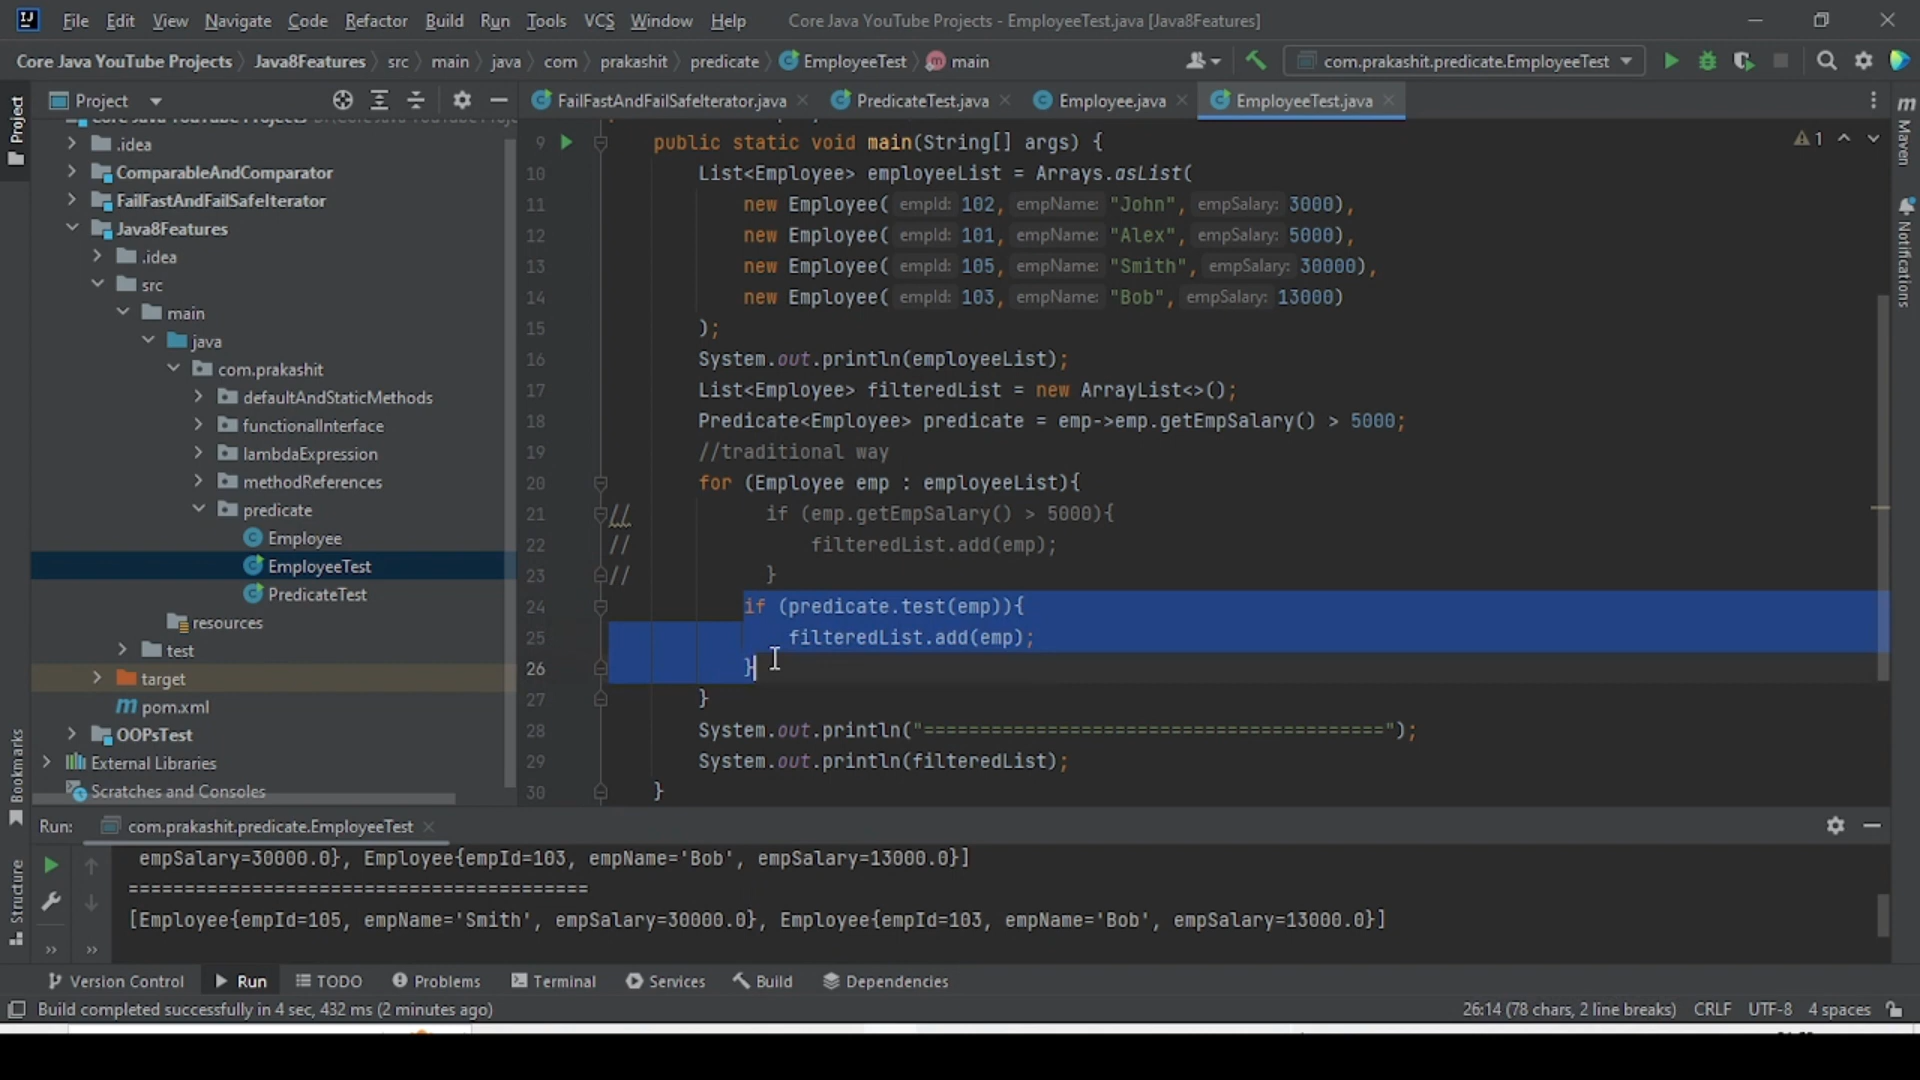 File Edit View Navigate Code Refactor Build Run Tools VCS Window Help Core Java YouTube Projects - EmployeeTest.java [Java8Features]
Core Java YouTube Projects Java8Features src main java com prakashit predicate EmployeeTest main com.prakashit.predicate.EmployeeTest
Project
FailFastAndFailSafeIterator.java PredicateTest.java Employee.java EmployeeTest.java
.idea
ComparableAndComparator
FailFastAndFailSafeIterator
Java8Features
.idea
src
main
java
com.prakashit
defaultAndStaticMethods
functionalInterface
lambdaExpression
methodReferences
predicate
Employee
EmployeeTest
PredicateTest
resources
test
target
pom.xml
OOPsTest
External Libraries
Scratches and Consoles
9 public static void main(String[] args) {
10 List<Employee> employeeList = Arrays.asList(
11 new Employee( empId: 102, empName: "John", empSalary: 3000),
12 new Employee( empId: 101, empName: "Alex", empSalary: 5000),
13 new Employee( empId: 105, empName: "Smith", empSalary: 30000),
14 new Employee( empId: 103, empName: "Bob", empSalary: 13000)
15 );
16 System.out.println(employeeList);
17 List<Employee> filteredList = new ArrayList<>();
18 Predicate<Employee> predicate = emp->emp.getEmpSalary() > 5000;
19 //traditional way
20 for (Employee emp : employeeList){
21 // if (emp.getEmpSalary() > 5000){
22 // filteredList.add(emp);
23 // }
24 if (predicate.test(emp)){
25 filteredList.add(emp);
26 }
27 }
28 System.out.println("=========================================");
29 System.out.println(filteredList);
30 }
1
Project
Bookmarks
Structure
Maven
Notifications
Run: com.prakashit.predicate.EmployeeTest
empSalary=30000.0}, Employee{empId=103, empName='Bob', empSalary=13000.0}]
=========================================
[Employee{empId=105, empName='Smith', empSalary=30000.0}, Employee{empId=103, empName='Bob', empSalary=13000.0}]
Version Control Run TODO Problems Terminal Services Build Dependencies
Build completed successfully in 4 sec, 432 ms (2 minutes ago) 26:14 (78 chars, 2 line breaks) CRLF UTF-8 4 spaces